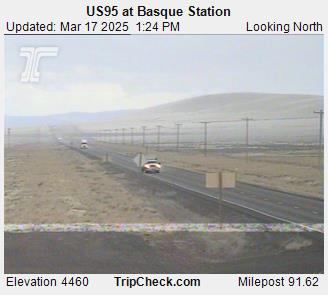 US95 at Basque Station
Updated: Mar 17 2025 1:24 PM Looking North
Elevation 4460 TripCheck.com Milepost 91.62